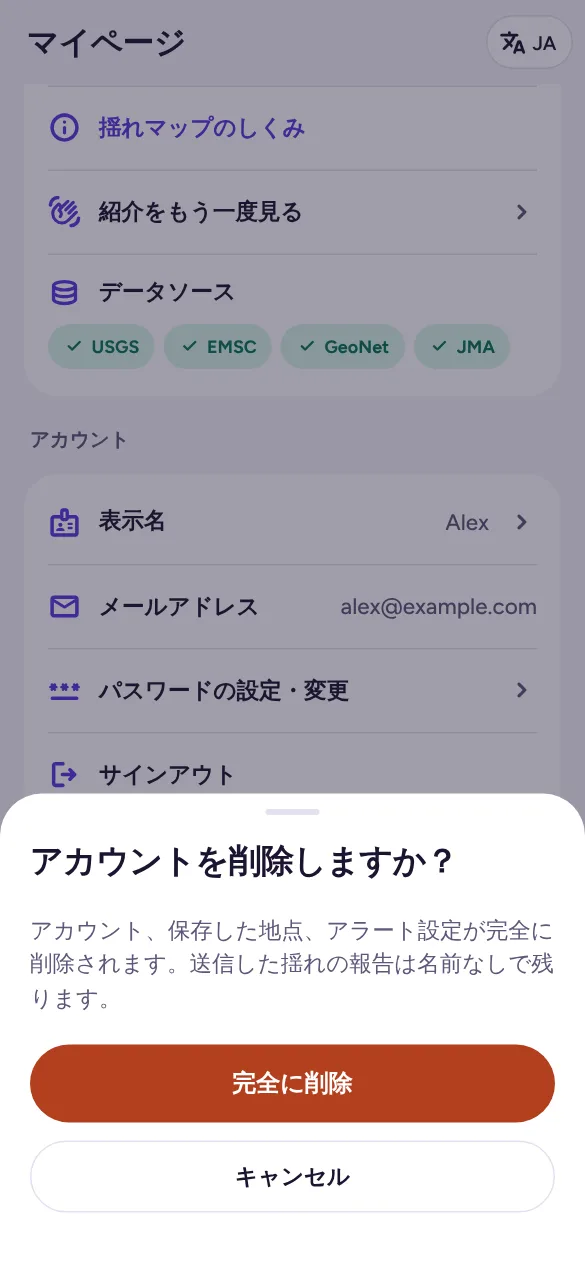 マイページ
JA
揺れマップのしくみ
紹介をもう一度見る
データソース
USGS
EMSC
GeoNet
JMA
アカウント
表示名
Alex
メールアドレス
alex@example.com
パスワードの設定・変更
サインアウト
アカウントを削除しますか？
アカウント、保存した地点、アラート設定が完全に
削除されます。送信した揺れの報告は名前なしで残
ります。
完全に削除
キャンセル